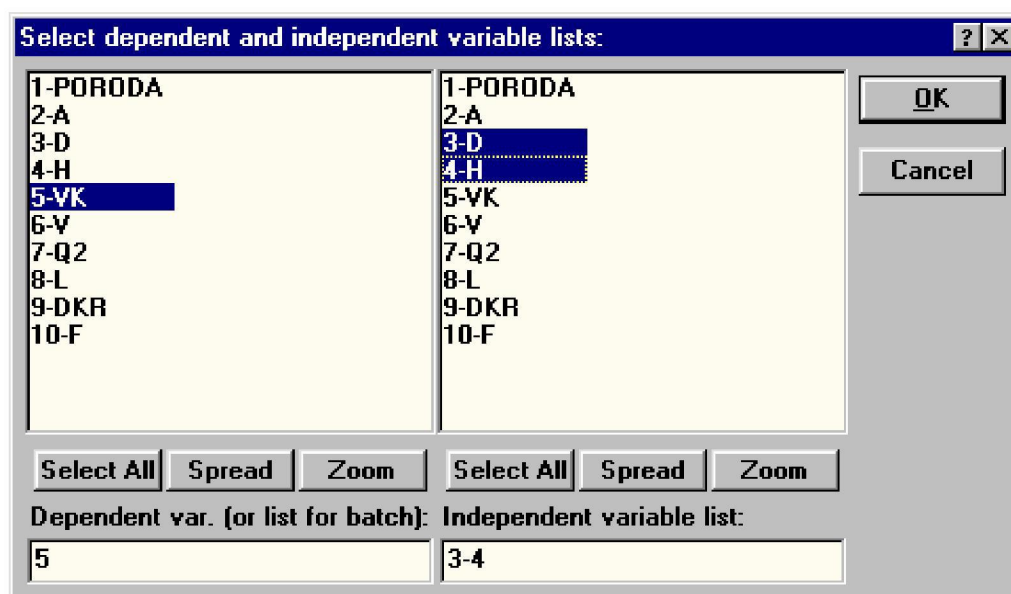 Select dependent and independent variable lists:
? ×
1-PORODA
2-A
3-D
4-H
5-VK
6-V
7-Q2
8-L
9-DKR
10-F
1-PORODA
2-A
3-D
4-H
5-VK
6-V
7-Q2
8-L
9-DKR
10-F
OK
Cancel
Select All Spread Zoom
Select All Spread Zoom
Dependent var. (or list for batch):
5
Independent variable list:
3-4